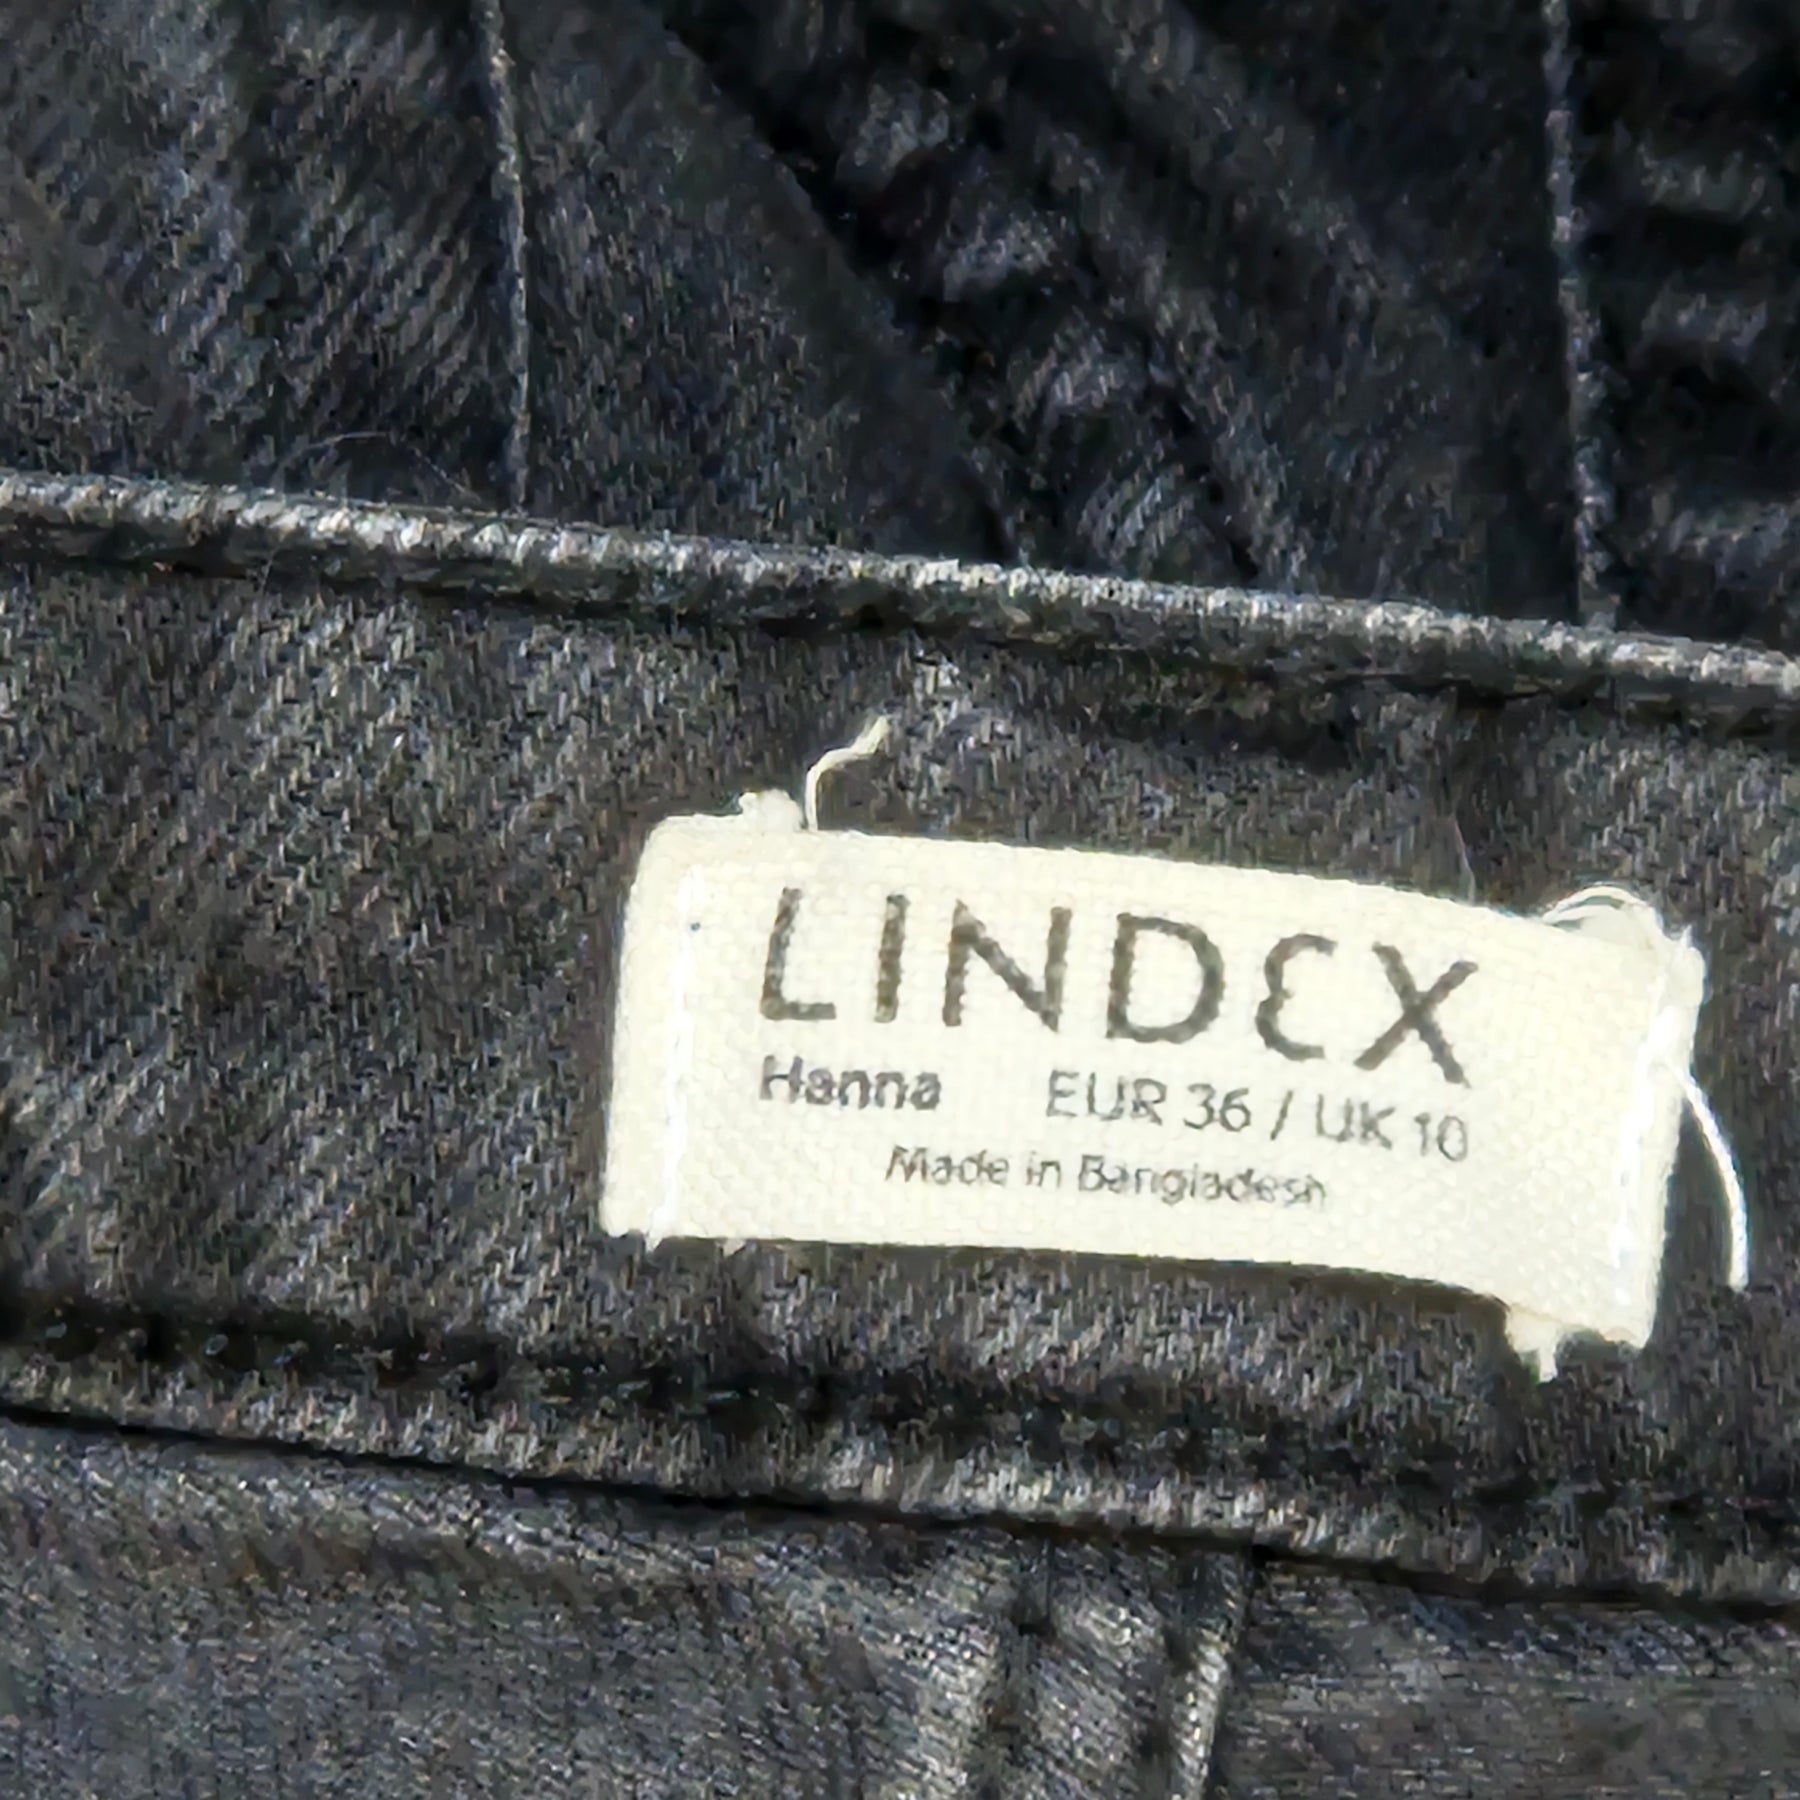 LINDEX
Hanna EUR 36 / UK 10
Made in Bangladesh